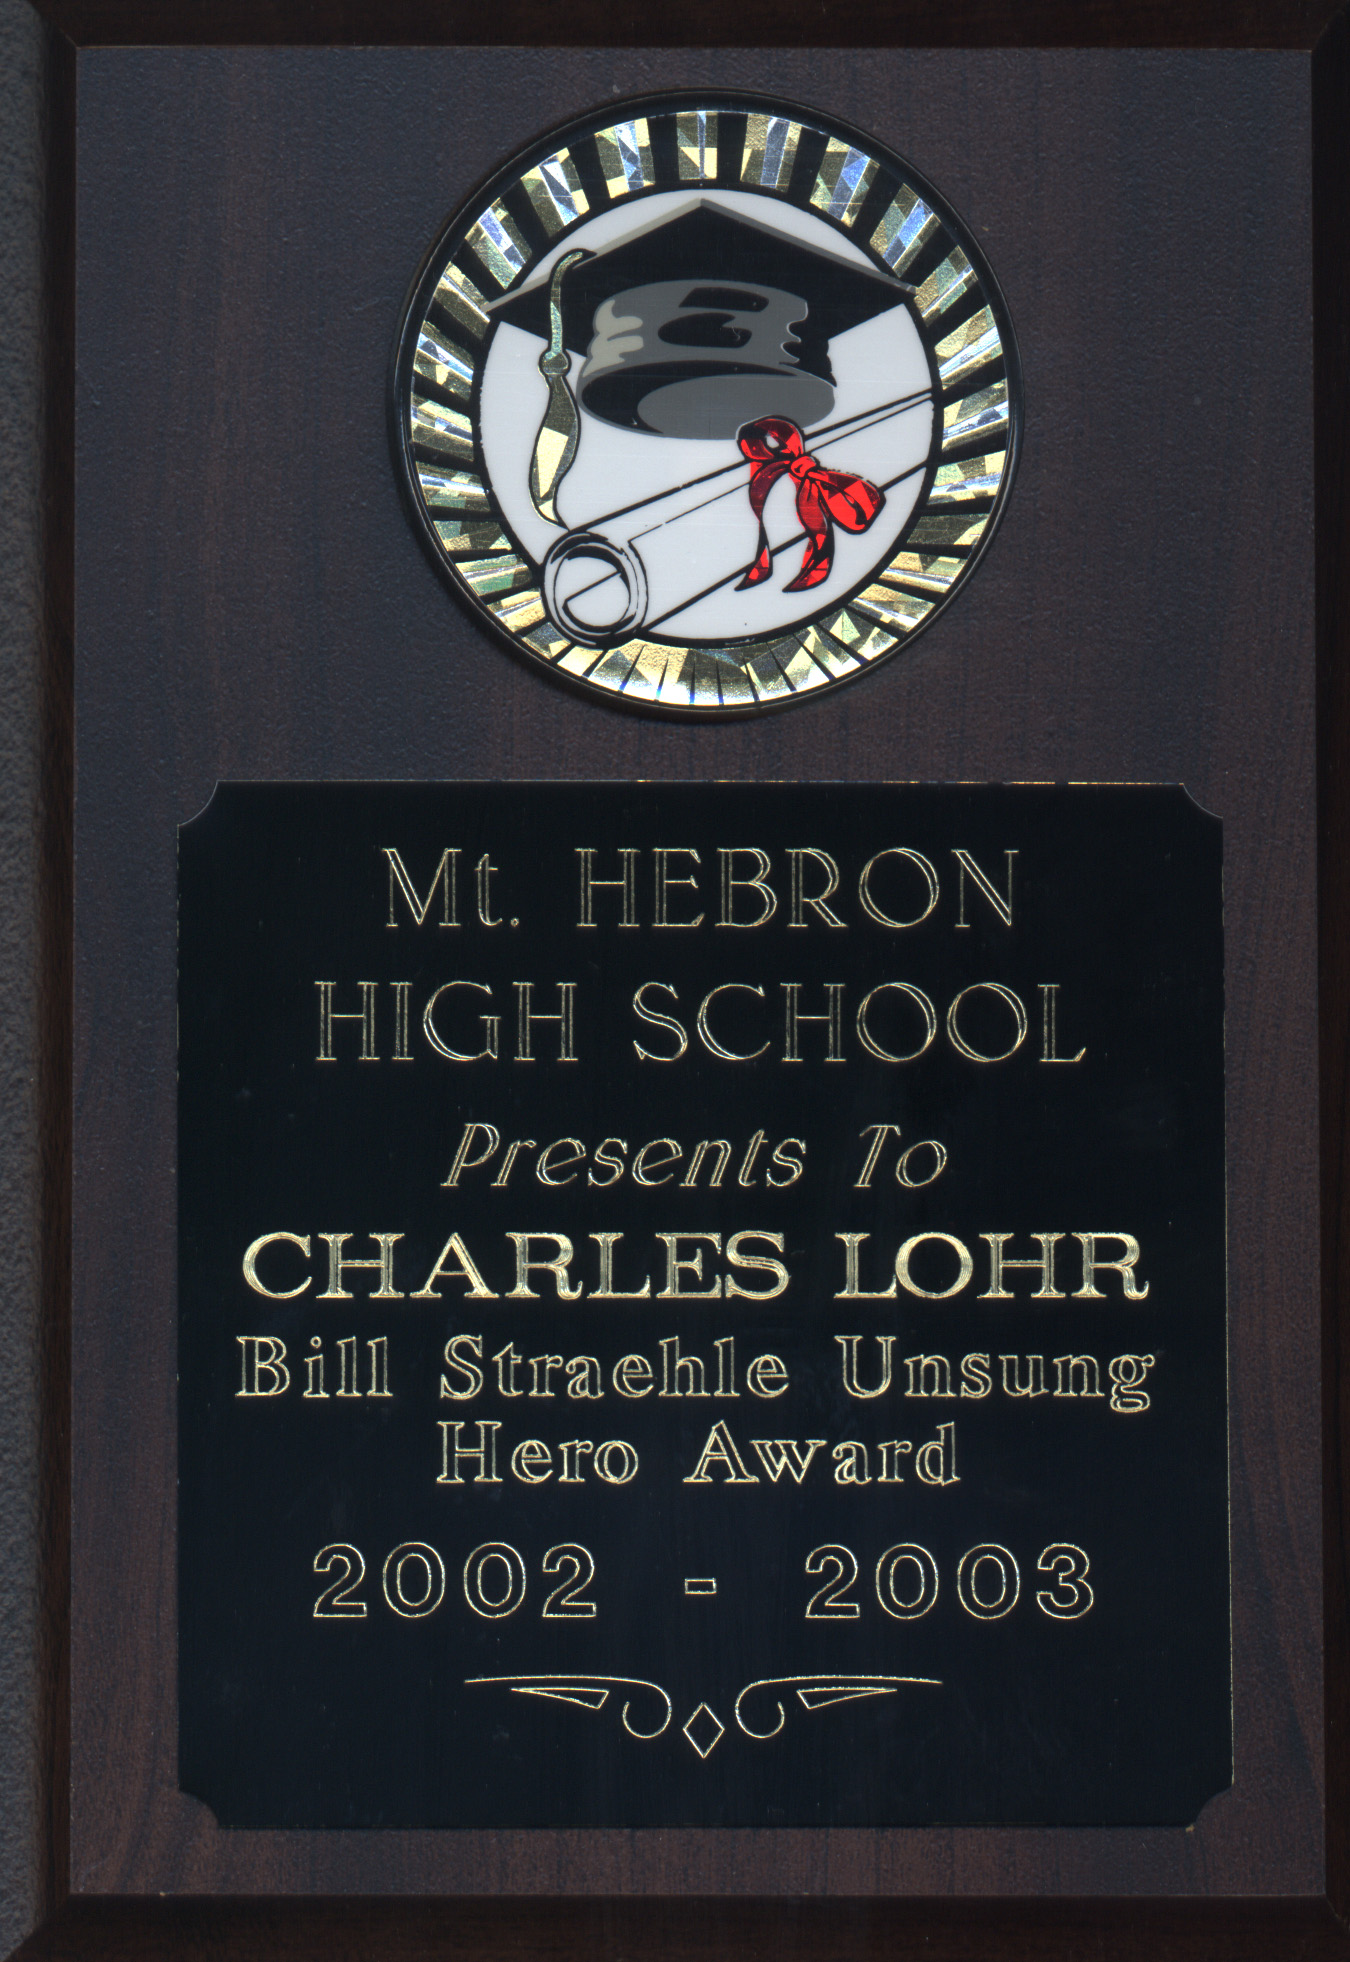 Mt. HEBRON
HIGH SCHOOL
Presents To
CHARLES LOHR
Bill Straehle Unsung
Hero Award
2002 - 2003